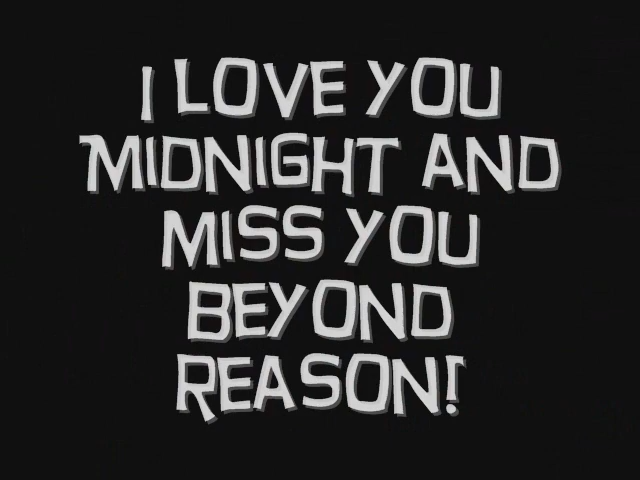 I LOVE YOU
MIDNIGHT AND
MISS YOU
BEYOND
REASON!